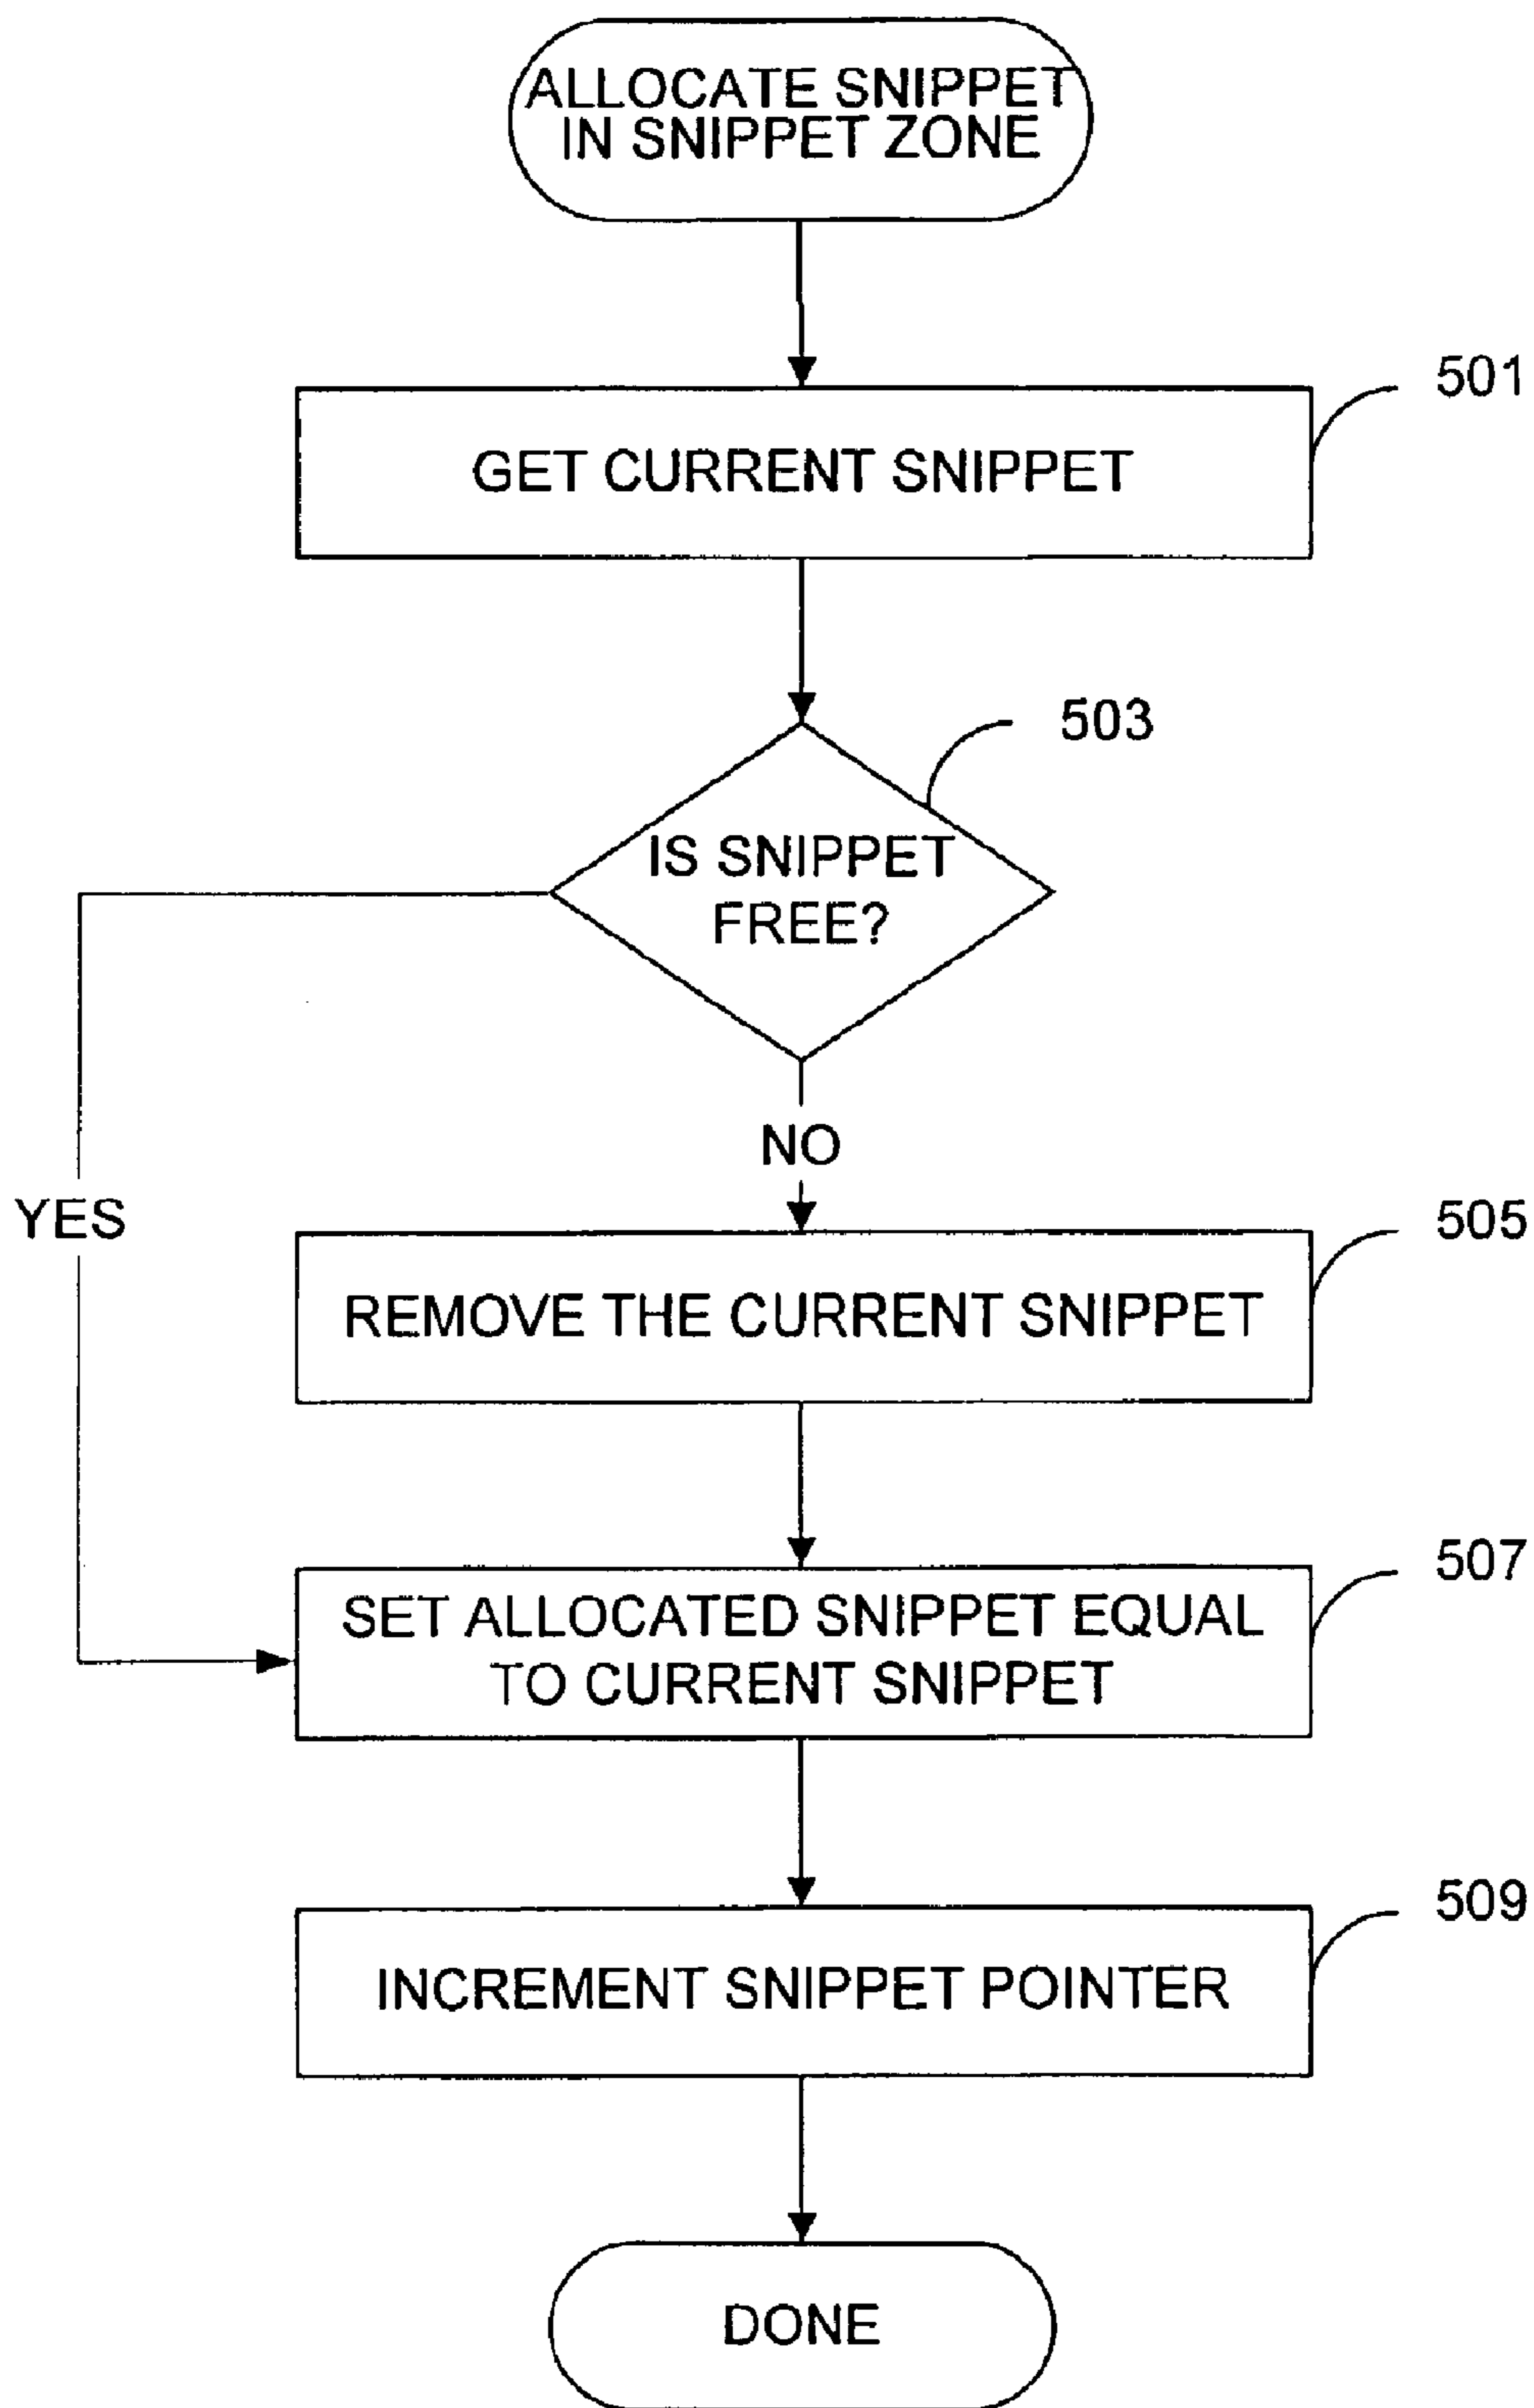 ALLOCATE SNIPPET
IN SNIPPET ZONE
501
GET CURRENT SNIPPET
503
IS SNIPPET
FREE?
NO
YES
505
REMOVE THE CURRENT SNIPPET
507
SET ALLOCATED SNIPPET EQUAL
TO CURRENT SNIPPET
509
INCREMENT SNIPPET POINTER
DONE